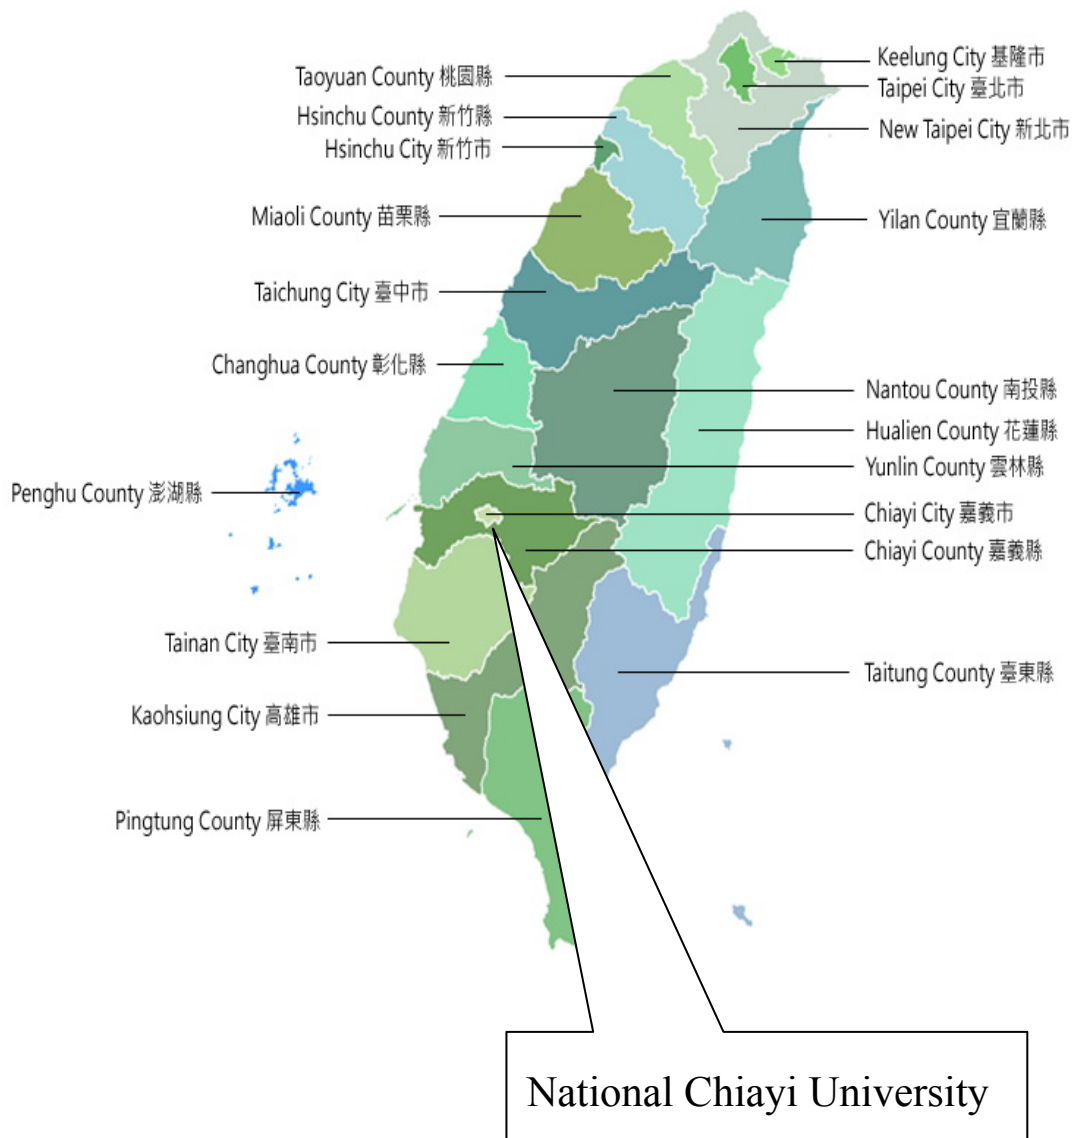 Keelung City 基隆市
Taipei City 臺北市
New Taipei City 新北市
Taoyuan County 桃園縣
Hsinchu County 新竹縣
Hsinchu City 新竹市
Miaoli County 苗栗縣
Yilan County 宜蘭縣
Taichung City 臺中市
Changhua County 彰化縣
Nantou County 南投縣
Hualien County 花蓮縣
Yunlin County 雲林縣
Penghu County 澎湖縣
Chiayi City 嘉義市
Chiayi County 嘉義縣
Tainan City 臺南市
Taitung County 臺東縣
Kaohsiung City 高雄市
Pingtung County 屏東縣
National Chiayi University